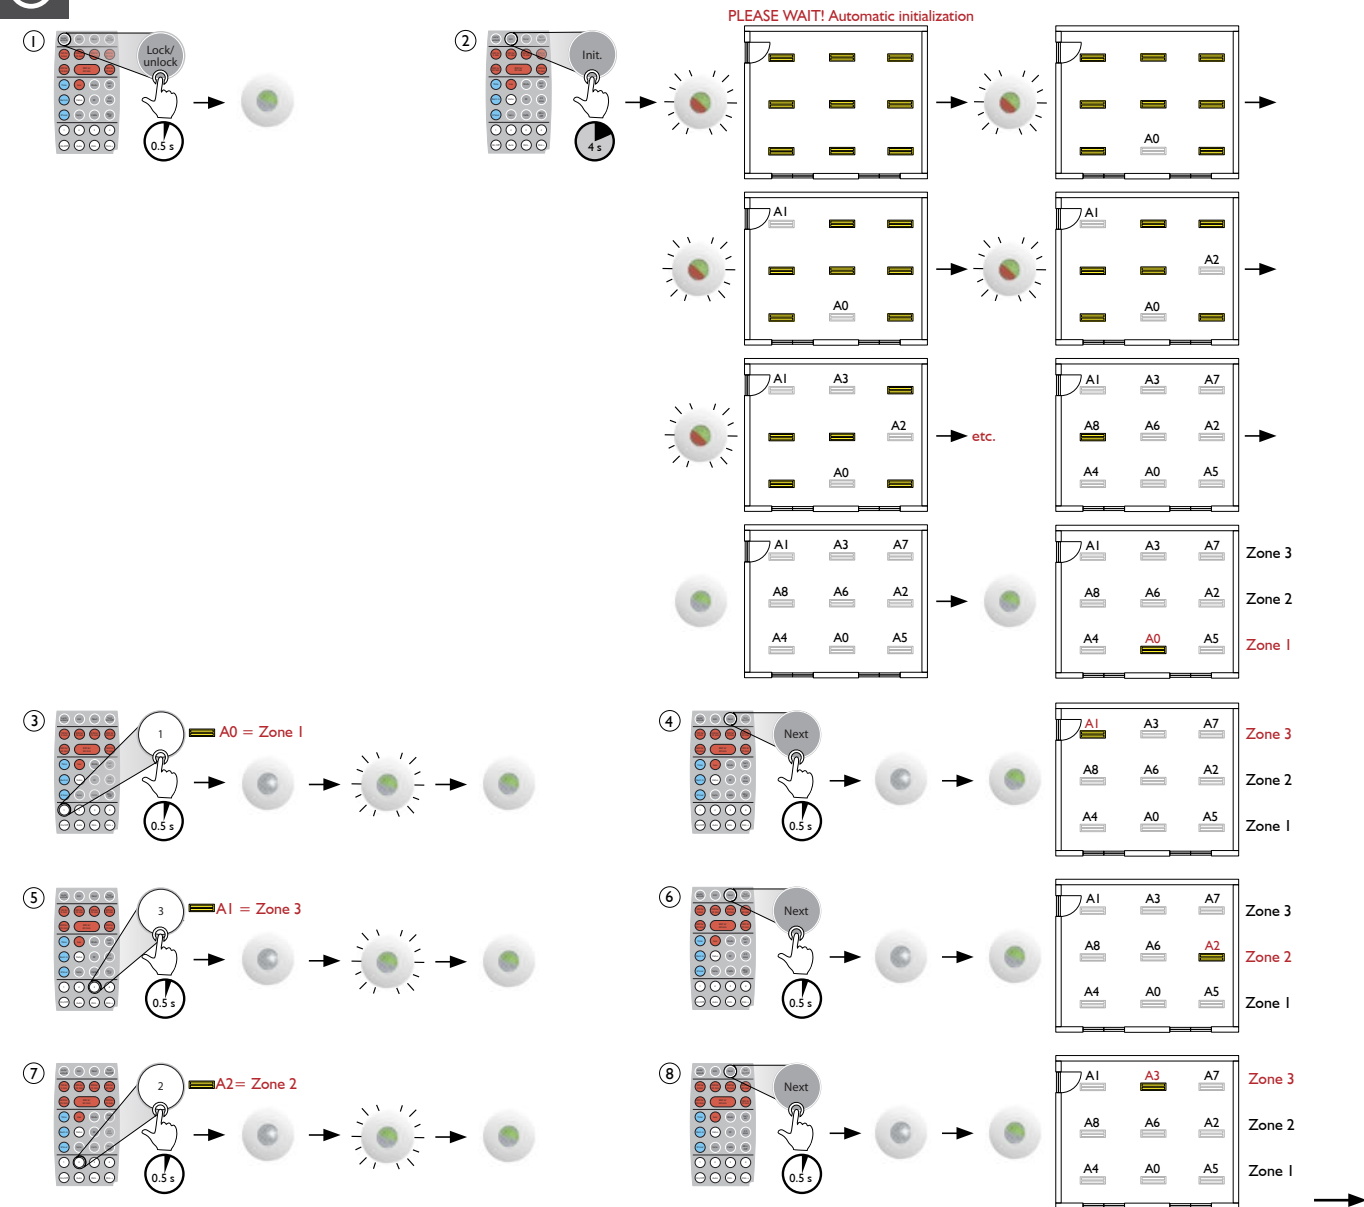 PLEASE WAIT! Automatic initialization
1
Lock/
unlock
0.5 s
2
Init.
4 s
A0
A1
A0
A1
A2
A0
A1 A3
A2
A0
etc.
A1 A3 A7
A8 A6 A2
A4 A0 A5
A1 A3 A7
A8 A6 A2
A4 A0 A5
A1 A3 A7 Zone 3
A8 A6 A2 Zone 2
A4 A0 A5 Zone 1
3
1
A0 = Zone 1
0.5 s
4
Next
0.5 s
A1 A3 A7 Zone 3
A8 A6 A2 Zone 2
A4 A0 A5 Zone 1
5
3
A1 = Zone 3
0.5 s
6
Next
0.5 s
A1 A3 A7 Zone 3
A8 A6 A2 Zone 2
A4 A0 A5 Zone 1
7
2
A2= Zone 2
0.5 s
8
Next
0.5 s
A1 A3 A7 Zone 3
A8 A6 A2 Zone 2
A4 A0 A5 Zone 1